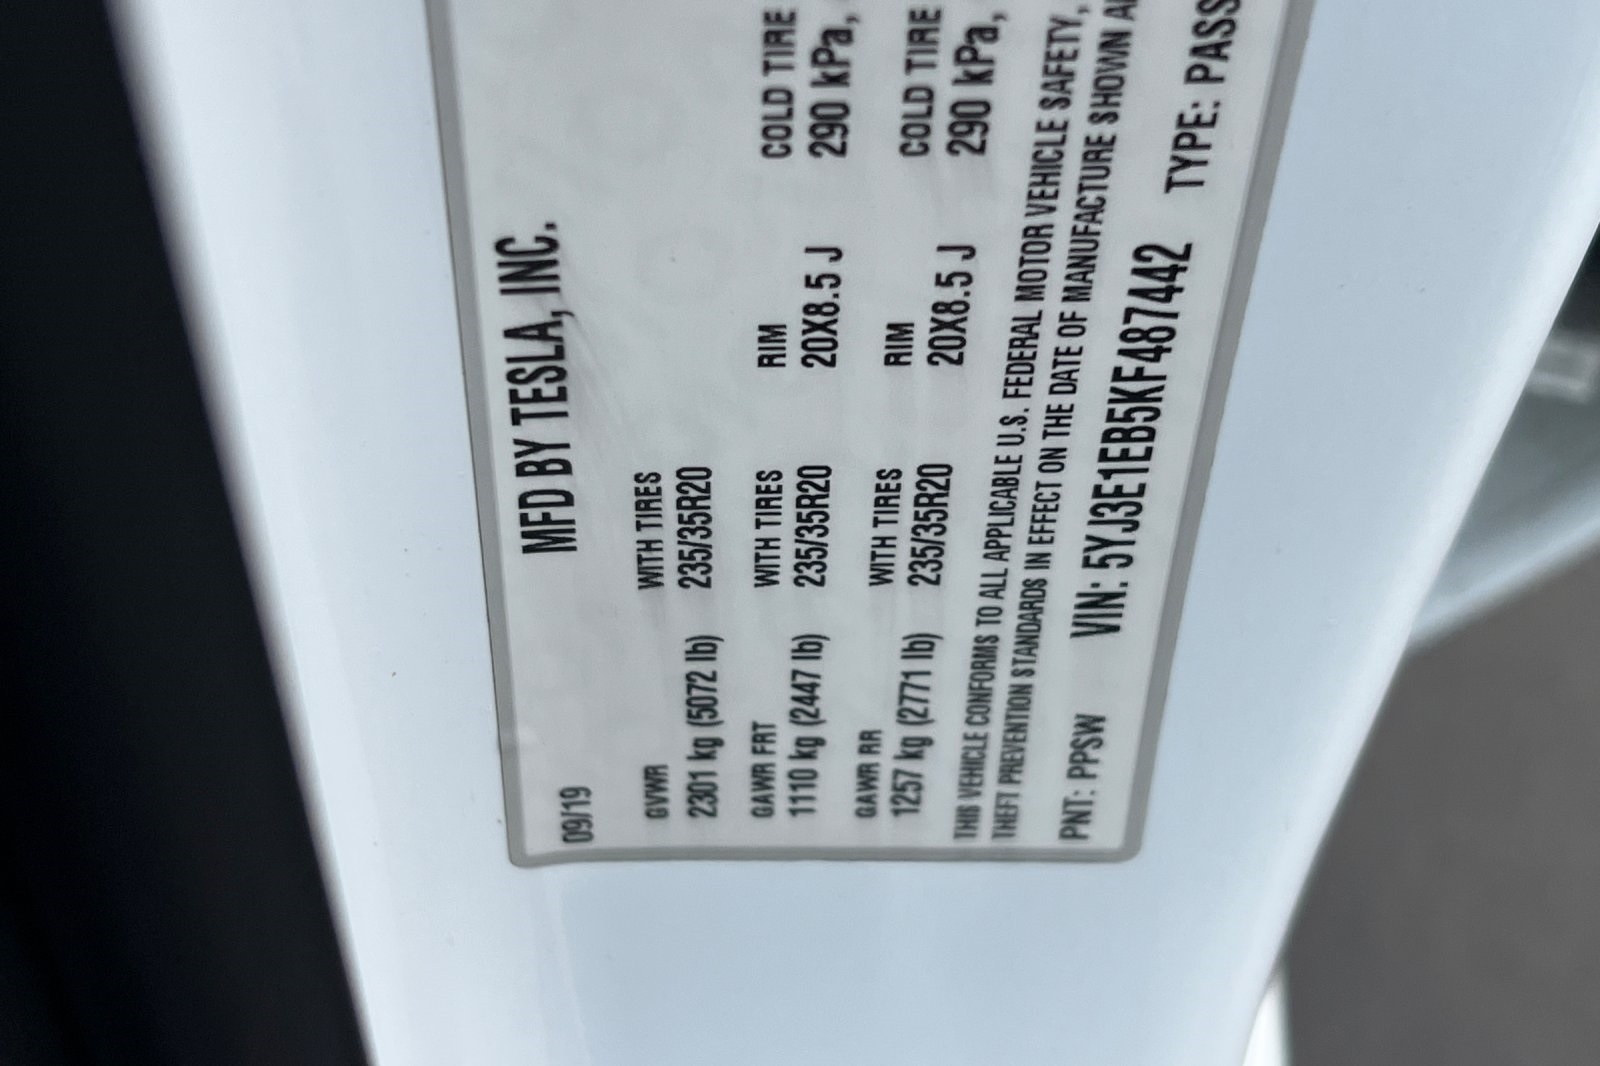 MFD BY TESLA, INC.
09/19
GVWR WITH TIRES
2301 kg (5072 lb) 235/35R20
GAWR FRT WITH TIRES RIM COLD TIRE
1110 kg (2447 lb) 235/35R20 20X8.5 J 290 kPa,
GAWR RR WITH TIRES RIM COLD TIRE
1257 kg (2771 lb) 235/35R20 20X8.5 J 290 kPa,
THIS VEHICLE CONFORMS TO ALL APPLICABLE U.S. FEDERAL MOTOR VEHICLE SAFETY,
THEFT PREVENTION STANDARDS IN EFFECT ON THE DATE OF MANUFACTURE SHOWN
PNT: PPSW VIN: 5YJ3E1EB5KF487442 TYPE: PASS